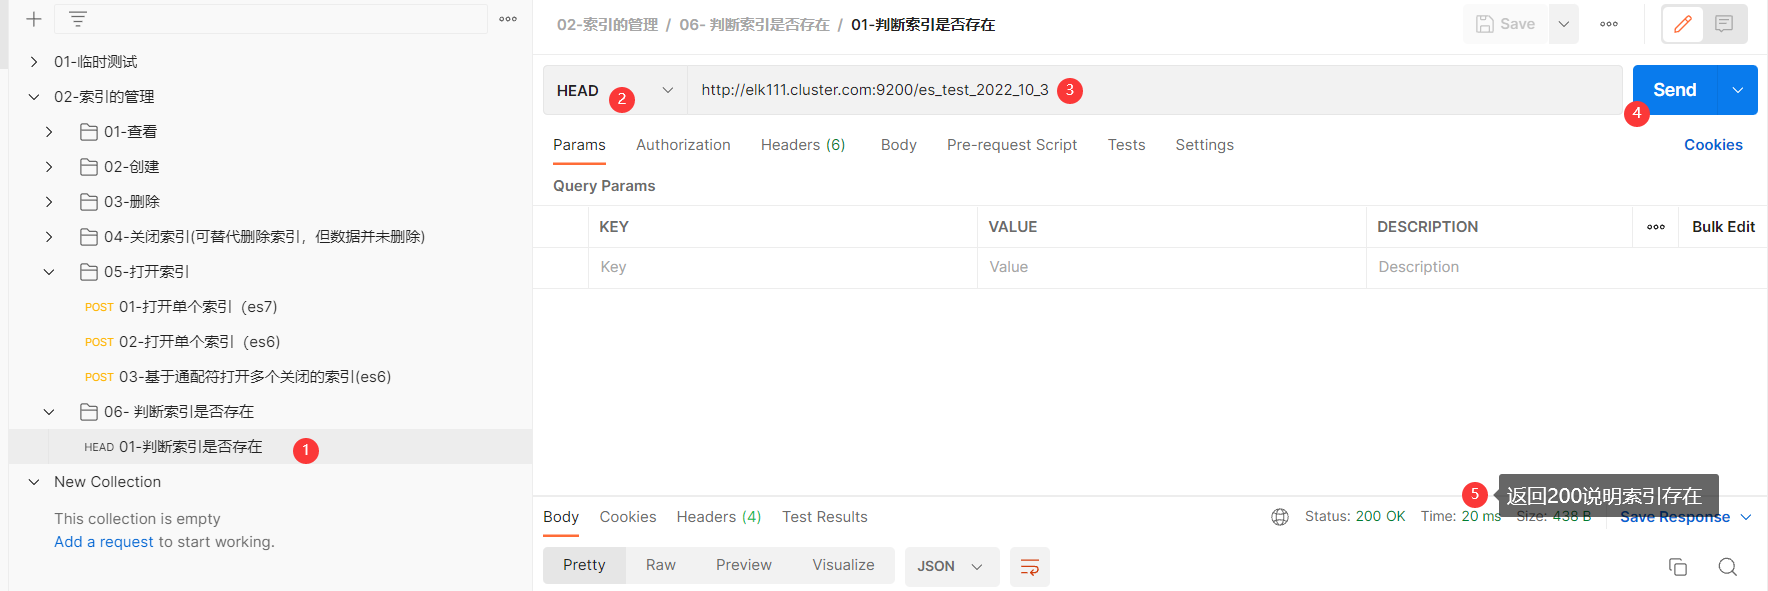 01-临时测试
02-索引的管理
01-查看
02-创建
03-删除
04-关闭索引(可替代删除索引，但数据并未删除)
05-打开索引
POST 01-打开单个索引（es7)
POST 02-打开单个索引（es6)
POST 03-基于通配符打开多个关闭的索引(es6)
06- 判断索引是否存在
HEAD 01-判断索引是否存在 1
New Collection
This collection is empty
Add a request to start working.
02-索引的管理 / 06- 判断索引是否存在 / 01-判断索引是否存在
Save
HEAD 2 http://elk111.cluster.com:9200/es_test_2022_10_3 3
Send 4
Params Authorization Headers (6) Body Pre-request Script Tests Settings Cookies
Query Params
KEY VALUE DESCRIPTION Bulk Edit
Key Value Description
5 返回200说明索引存在
Body Cookies Headers (4) Test Results Status: 200 OK Time: 20 ms Size: 438 B Save Response
Pretty Raw Preview Visualize JSON